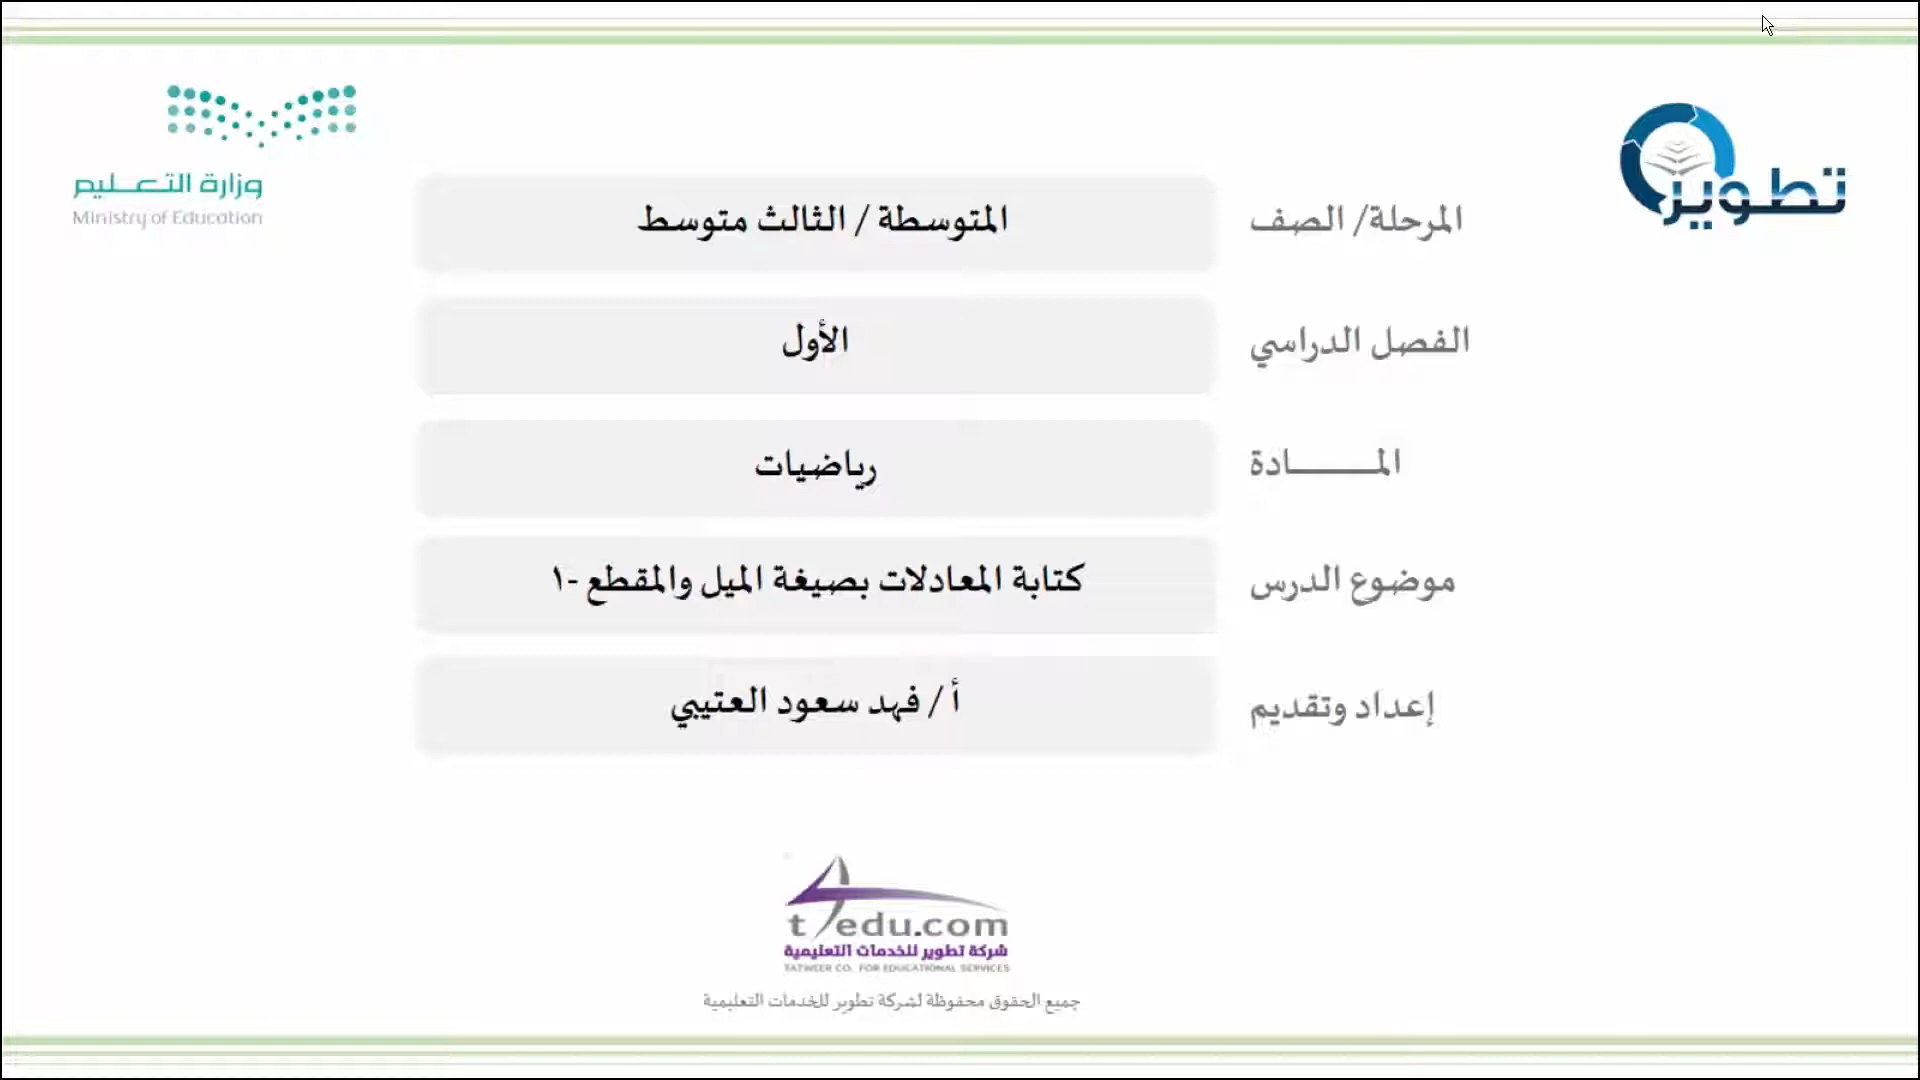 تطوير
وزارة التعليم
Ministry of Education
المرحلة/ الصف
المتوسطة / الثالث متوسط
الفصل الدراسي
الأول
المـــــــادة
رياضيات
موضوع الدرس
كتابة المعادلات بصيغة الميل والمقطع -١
إعداد وتقديم
أ / فهد سعود العتيبي
t4edu.com
شركة تطوير للخدمات التعليمية
TATWEER CO. FOR EDUCATIONAL SERVICES
جميع الحقوق محفوظة لشركة تطوير للخدمات التعليمية